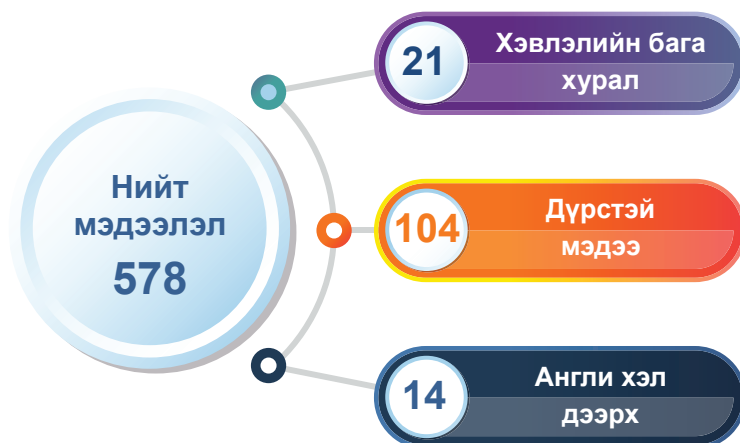 Нийт
мэдээлэл
578
21
Хэвлэлийн бага
хурал
104
Дүрстэй
мэдээ
14
Англи хэл
дээрх